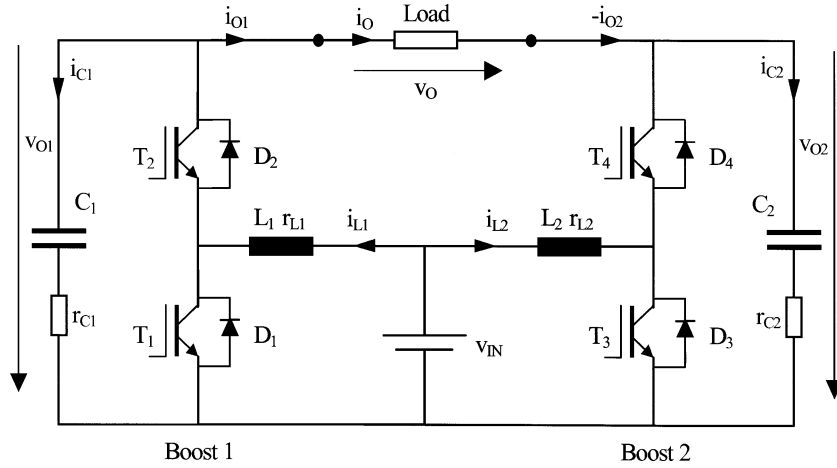 i_O1 i_O Load -i_O2
i_C1 v_O i_C2
v_O1 T_2 D_2 T_4 D_4 v_O2
C_1 L_1 r_L1 i_L1 i_L2 L_2 r_L2 C_2
r_C1 T_1 D_1 v_IN T_3 D_3 r_C2
Boost 1 Boost 2